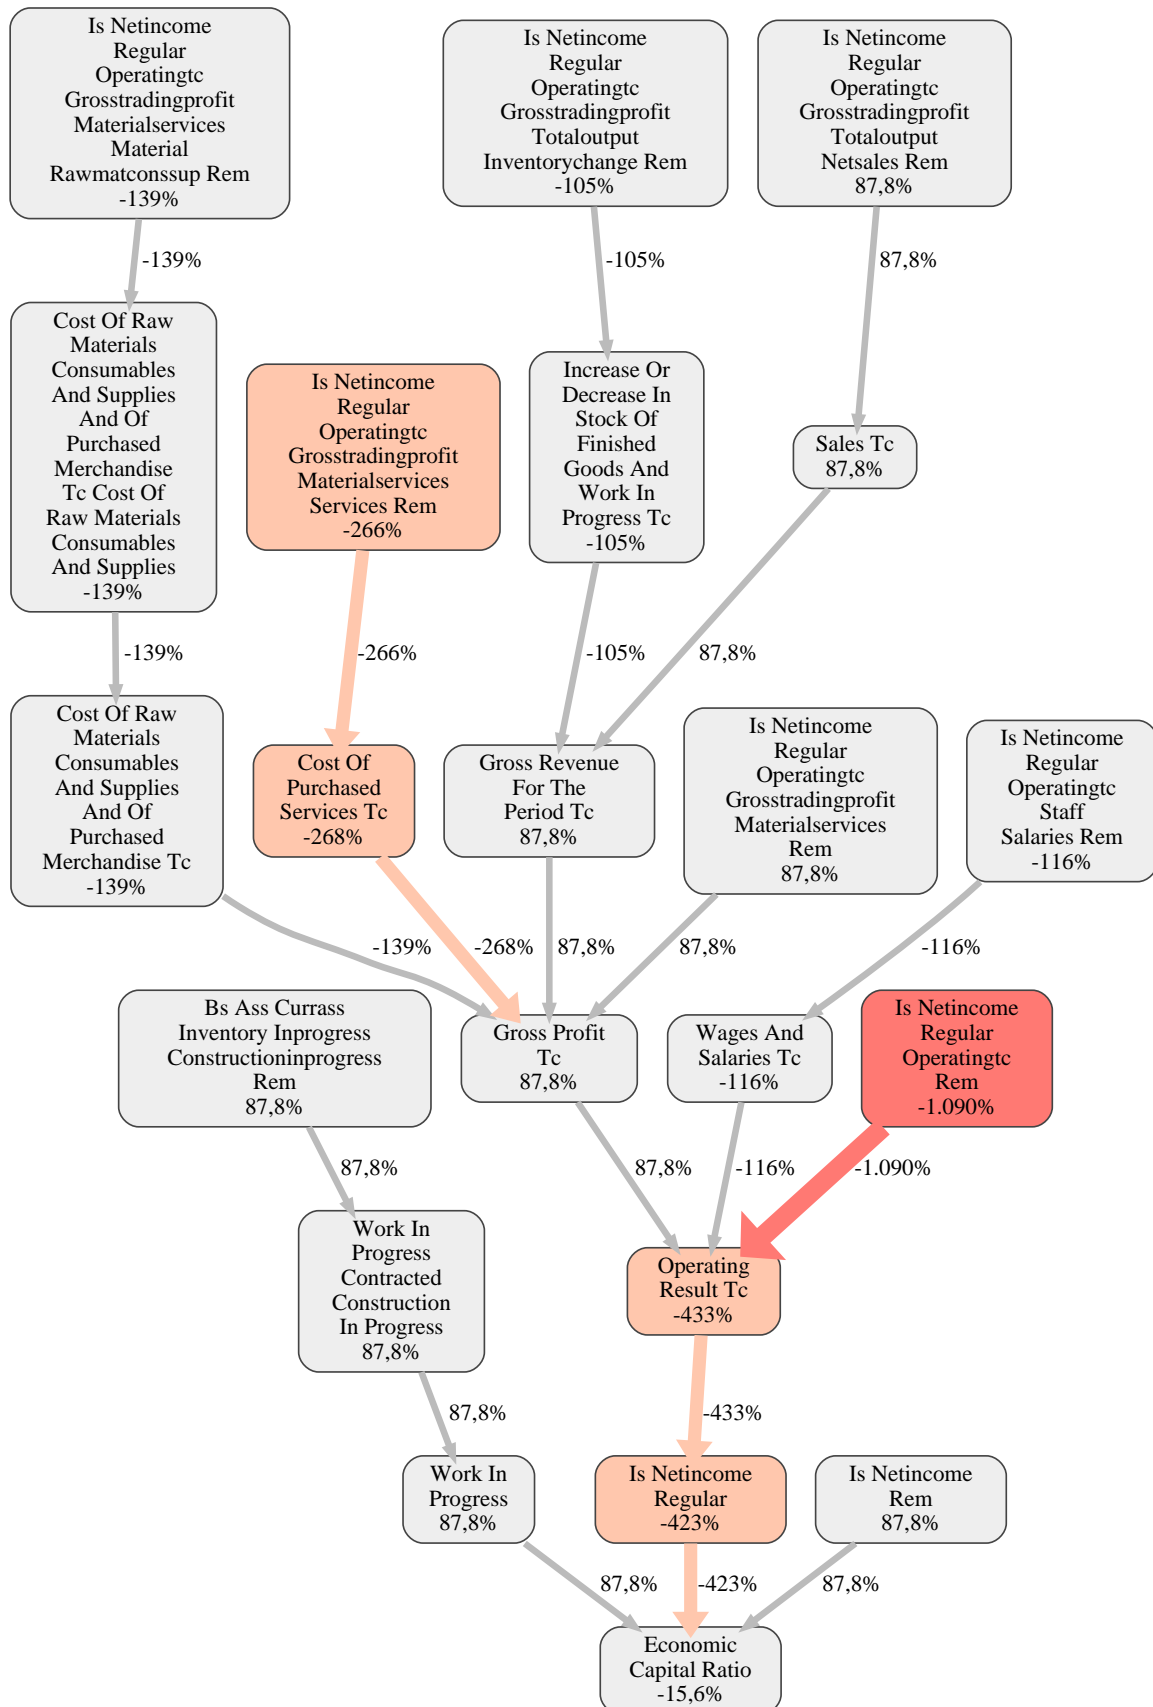 Is Netincome
Regular
Operatingtc
Grosstradingprofit
Materialservices
Material
Rawmatconssup Rem
-139%
Is Netincome
Regular
Operatingtc
Grosstradingprofit
Totaloutput
Inventorychange Rem
-105%
Is Netincome
Regular
Operatingtc
Grosstradingprofit
Totaloutput
Netsales Rem
87,8%
-139%
-105%
87,8%
Cost Of Raw
Materials
Consumables
And Supplies
And Of
Purchased
Merchandise
Tc Cost Of
Raw Materials
Consumables
And Supplies
-139%
Is Netincome
Regular
Operatingtc
Grosstradingprofit
Materialservices
Services Rem
-266%
Increase Or
Decrease In
Stock Of
Finished
Goods And
Work In
Progress Tc
-105%
Sales Tc
87,8%
-139%
-266%
-105%
87,8%
Cost Of Raw
Materials
Consumables
And Supplies
And Of
Purchased
Merchandise Tc
-139%
Cost Of
Purchased
Services Tc
-268%
Gross Revenue
For The
Period Tc
87,8%
Is Netincome
Regular
Operatingtc
Grosstradingprofit
Materialservices
Rem
87,8%
Is Netincome
Regular
Operatingtc
Staff
Salaries Rem
-116%
-139%
-268%
87,8%
87,8%
-116%
Bs Ass Currass
Inventory Inprogress
Constructioninprogress
Rem
87,8%
Gross Profit
Tc
87,8%
Wages And
Salaries Tc
-116%
Is Netincome
Regular
Operatingtc
Rem
-1.090%
87,8%
87,8%
-116%
-1.090%
Work In
Progress
Contracted
Construction
In Progress
87,8%
Operating
Result Tc
-433%
87,8%
-433%
Work In
Progress
87,8%
Is Netincome
Regular
-423%
Is Netincome
Rem
87,8%
87,8%
-423%
87,8%
Economic
Capital Ratio
-15,6%